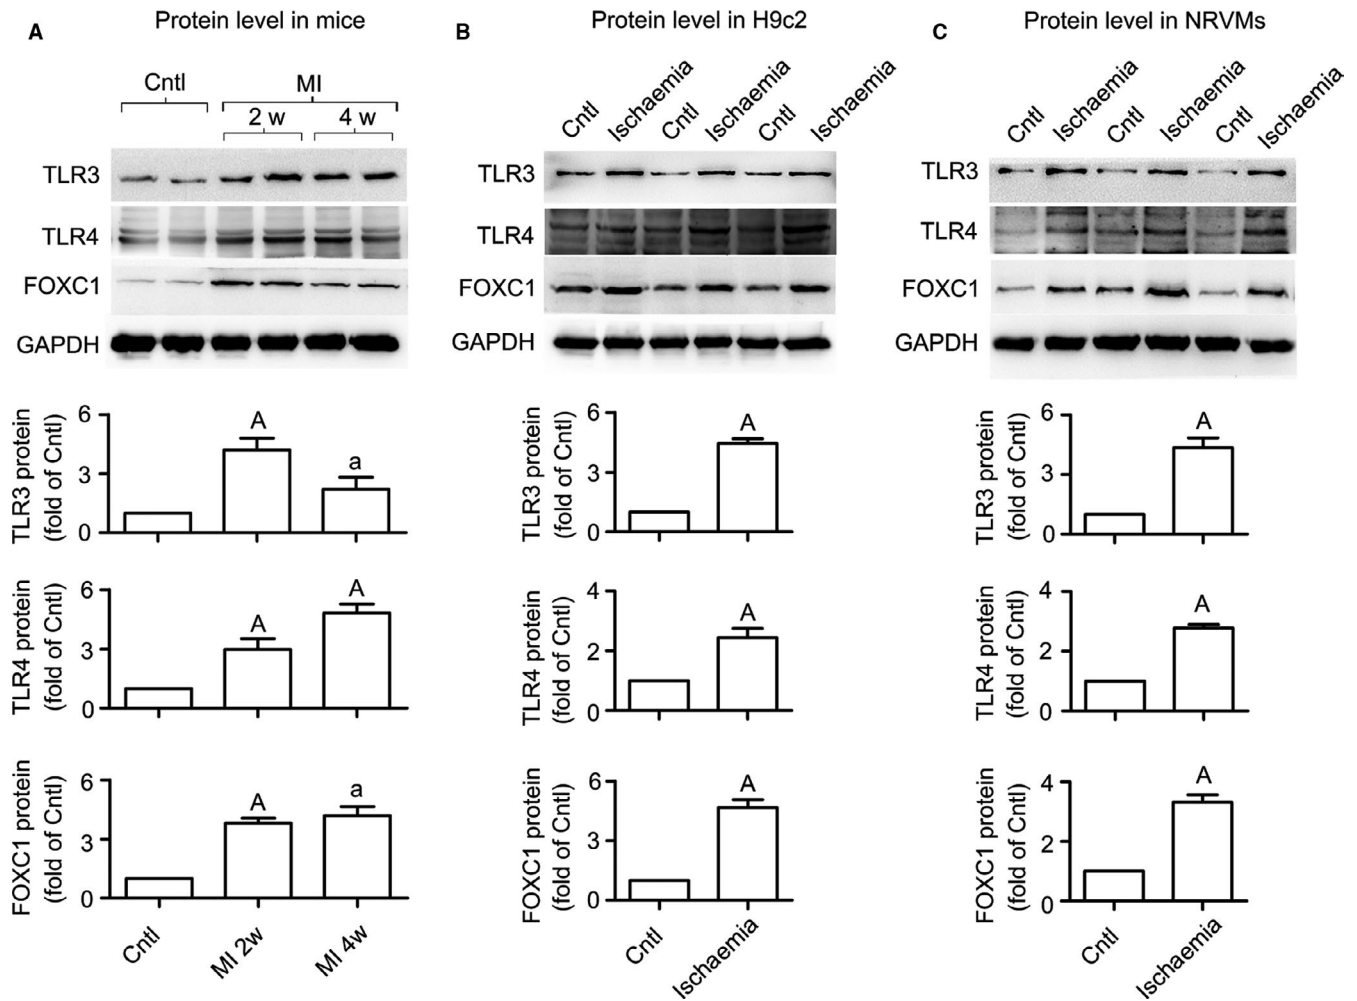 A
Protein level in mice
Cntl
MI
2 w
4 w
TLR3
TLR4
FOXC1
GAPDH
TLR3 protein
(fold of Cntl)
6
3
0
A
a
TLR4 protein
(fold of Cntl)
6
3
0
A
A
FOXC1 protein
(fold of Cntl)
6
3
0
A
a
Cntl
MI 2w
MI 4w
B
Protein level in H9c2
Cntl
Ischaemia
Cntl
Ischaemia
Cntl
Ischaemia
TLR3
TLR4
FOXC1
GAPDH
TLR3 protein
(fold of Cntl)
6
3
0
A
TLR4 protein
(fold of Cntl)
4
2
0
A
FOXC1 protein
(fold of Cntl)
6
3
0
A
Cntl
Ischaemia
C
Protein level in NRVMs
Cntl
Ischaemia
Cntl
Ischaemia
Cntl
Ischaemia
TLR3
TLR4
FOXC1
GAPDH
TLR3 protein
(fold of Cntl)
6
3
0
A
TLR4 protein
(fold of Cntl)
4
2
0
A
FOXC1 protein
(fold of Cntl)
4
2
0
A
Cntl
Ischaemia